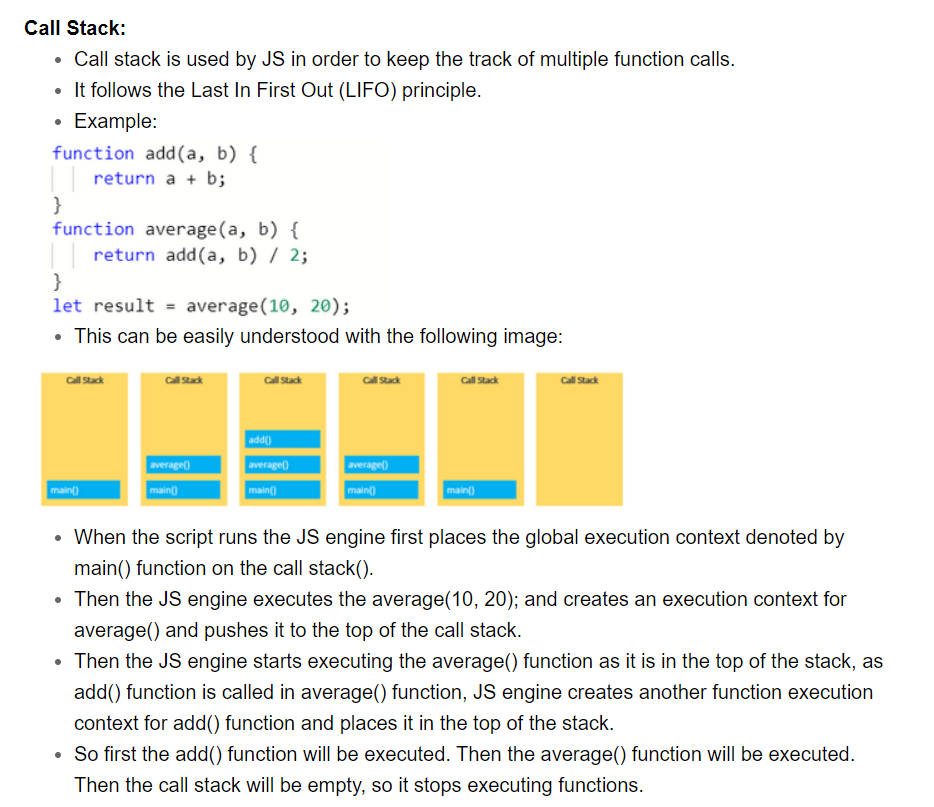 Call Stack:
• Call stack is used by JS in order to keep the track of multiple function calls.
• It follows the Last In First Out (LIFO) principle.
• Example:
function add(a, b) {
return a + b;
}
function average(a, b) {
return add(a, b) / 2;
}
let result = average(10, 20);
• This can be easily understood with the following image:
Call Stack Call Stack Call Stack Call Stack Call Stack Call Stack
add()
average() average() average()
main() main() main() main() main()
• When the script runs the JS engine first places the global execution context denoted by
main() function on the call stack().
• Then the JS engine executes the average(10, 20); and creates an execution context for
average() and pushes it to the top of the call stack.
• Then the JS engine starts executing the average() function as it is in the top of the stack, as
add() function is called in average() function, JS engine creates another function execution
context for add() function and places it in the top of the stack.
• So first the add() function will be executed. Then the average() function will be executed.
Then the call stack will be empty, so it stops executing functions.